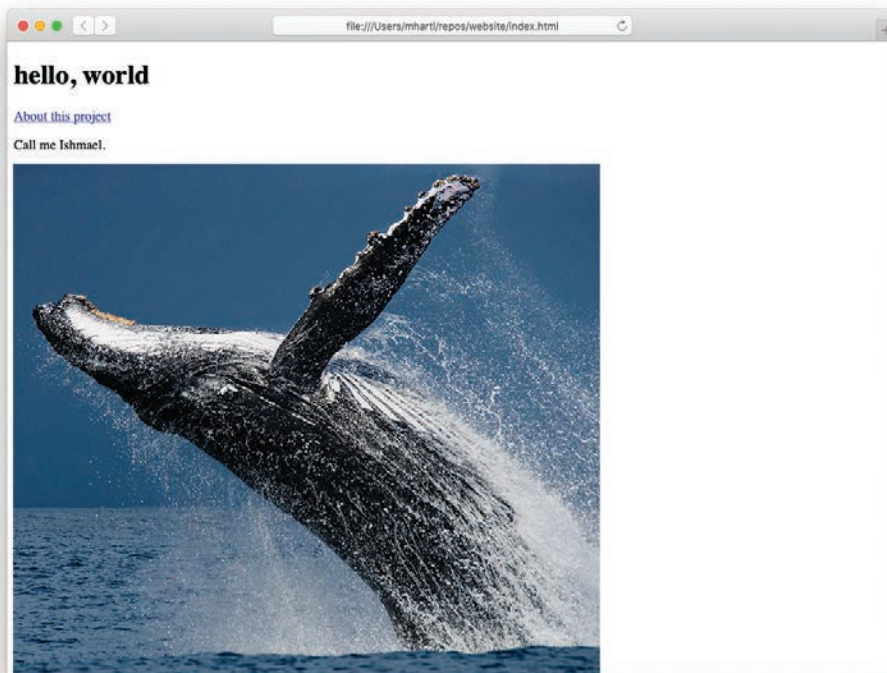 file:///Users/mhartl/repos/website/index.html
hello, world
About this project
Call me Ishmael.